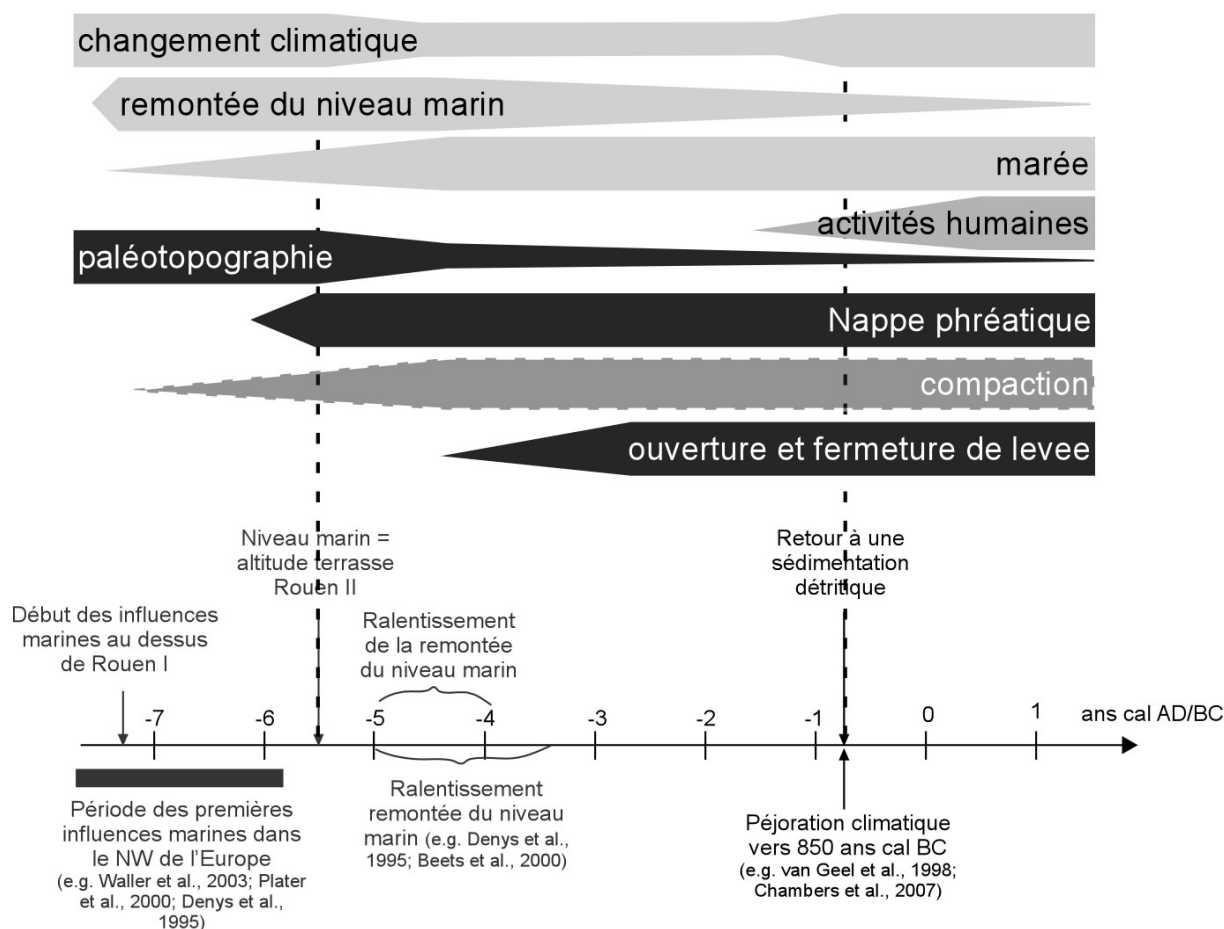 changement climatique
remontée du niveau marin
marée
activités humaines
paléotopographie
Nappe phréatique
compaction
ouverture et fermeture de levee
Niveau marin =
altitude terrasse
Rouen II
Retour à une
sédimentation
détritique
Début des influences
marines au dessus
de Rouen I
Ralentissement
de la remontée
du niveau marin
-7 -6 -5 -4 -3 -2 -1 0 1 ans cal AD/BC
Période des premières
influences marines dans
le NW de l'Europe
(e.g. Waller et al., 2003; Plater
et al., 2000; Denys et al.,
1995)
Ralentissement
remontée du niveau
marin (e.g. Denys et al.,
1995; Beets et al., 2000)
Péjoration climatique
vers 850 ans cal BC
(e.g. van Geel et al., 1998;
Chambers et al., 2007)